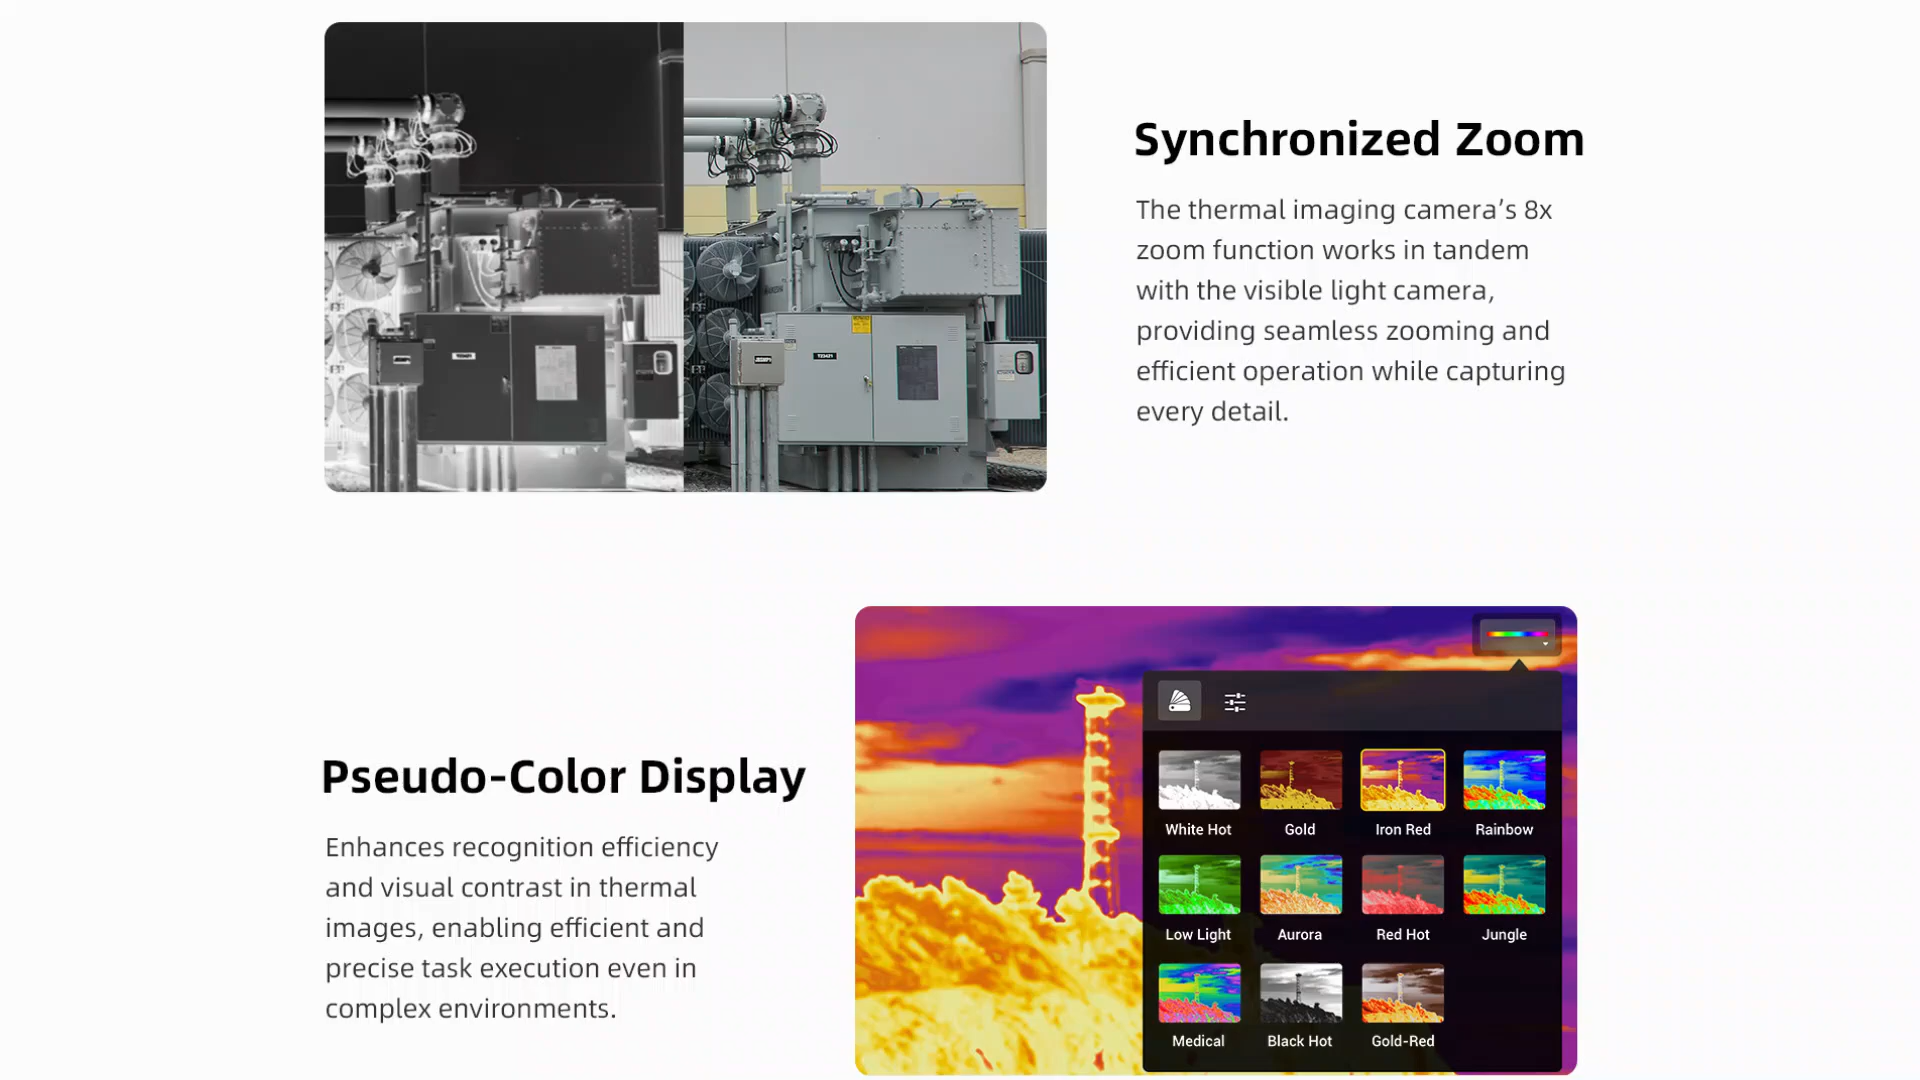 Synchronized Zoom
The thermal imaging camera’s 8x
zoom function works in tandem
with the visible light camera,
providing seamless zooming and
efficient operation while capturing
every detail.
Pseudo-Color Display
Enhances recognition efficiency
and visual contrast in thermal
images, enabling efficient and
precise task execution even in
complex environments.
White Hot
Gold
Iron Red
Rainbow
Low Light
Aurora
Red Hot
Jungle
Medical
Black Hot
Gold-Red